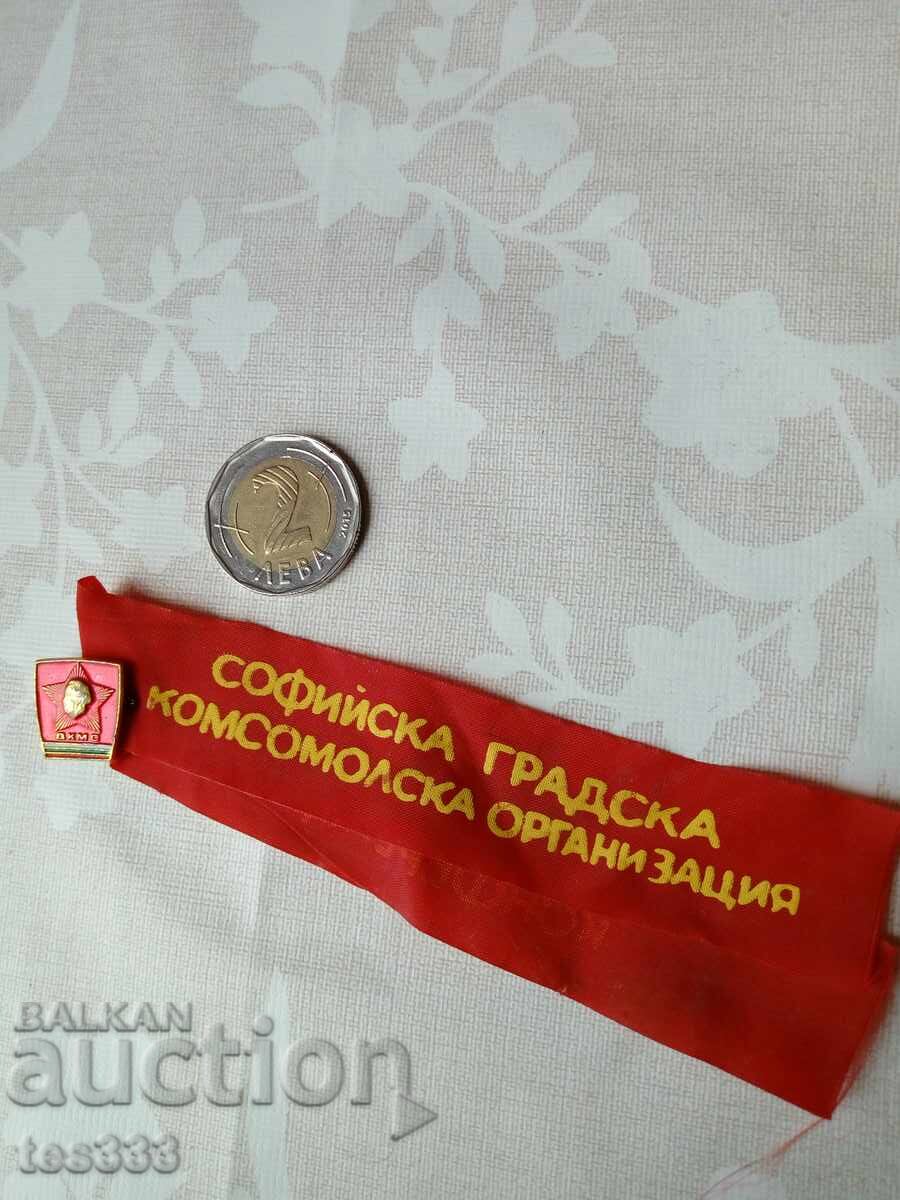 2
ЛЕВА
2015
СОФИЙСКА ГРАДСКА
КОМСОМОЛСКА ОРГАНИЗАЦИЯ
ДКМС
BALKAN
auction
tes333